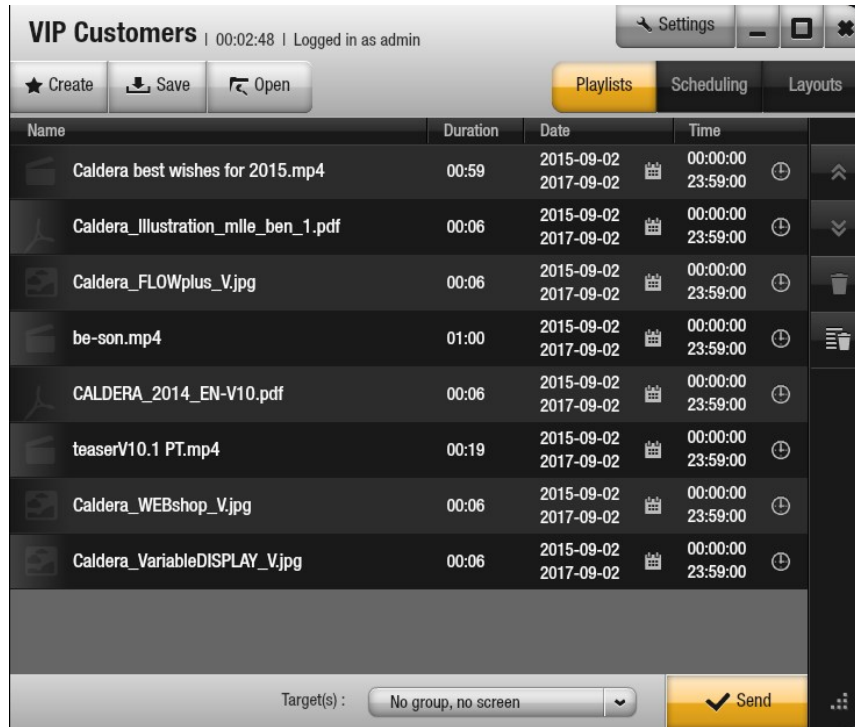 VIP Customers | 00:02:48 | Logged in as admin
Settings
Create Save Open
Playlists Scheduling Layouts
Name Duration Date Time
Caldera best wishes for 2015.mp4 00:59 2015-09-02 00:00:00
2017-09-02 23:59:00
Caldera_Illustration_mlle_ben_1.pdf 00:06 2015-09-02 00:00:00
2017-09-02 23:59:00
Caldera_FLOWplus_V.jpg 00:06 2015-09-02 00:00:00
2017-09-02 23:59:00
be-son.mp4 01:00 2015-09-02 00:00:00
2017-09-02 23:59:00
CALDERA_2014_EN-V10.pdf 00:06 2015-09-02 00:00:00
2017-09-02 23:59:00
teaserV10.1 PT.mp4 00:19 2015-09-02 00:00:00
2017-09-02 23:59:00
Caldera_WEBshop_V.jpg 00:06 2015-09-02 00:00:00
2017-09-02 23:59:00
Caldera_VariableDISPLAY_V.jpg 00:06 2015-09-02 00:00:00
2017-09-02 23:59:00
Target(s) : No group, no screen Send